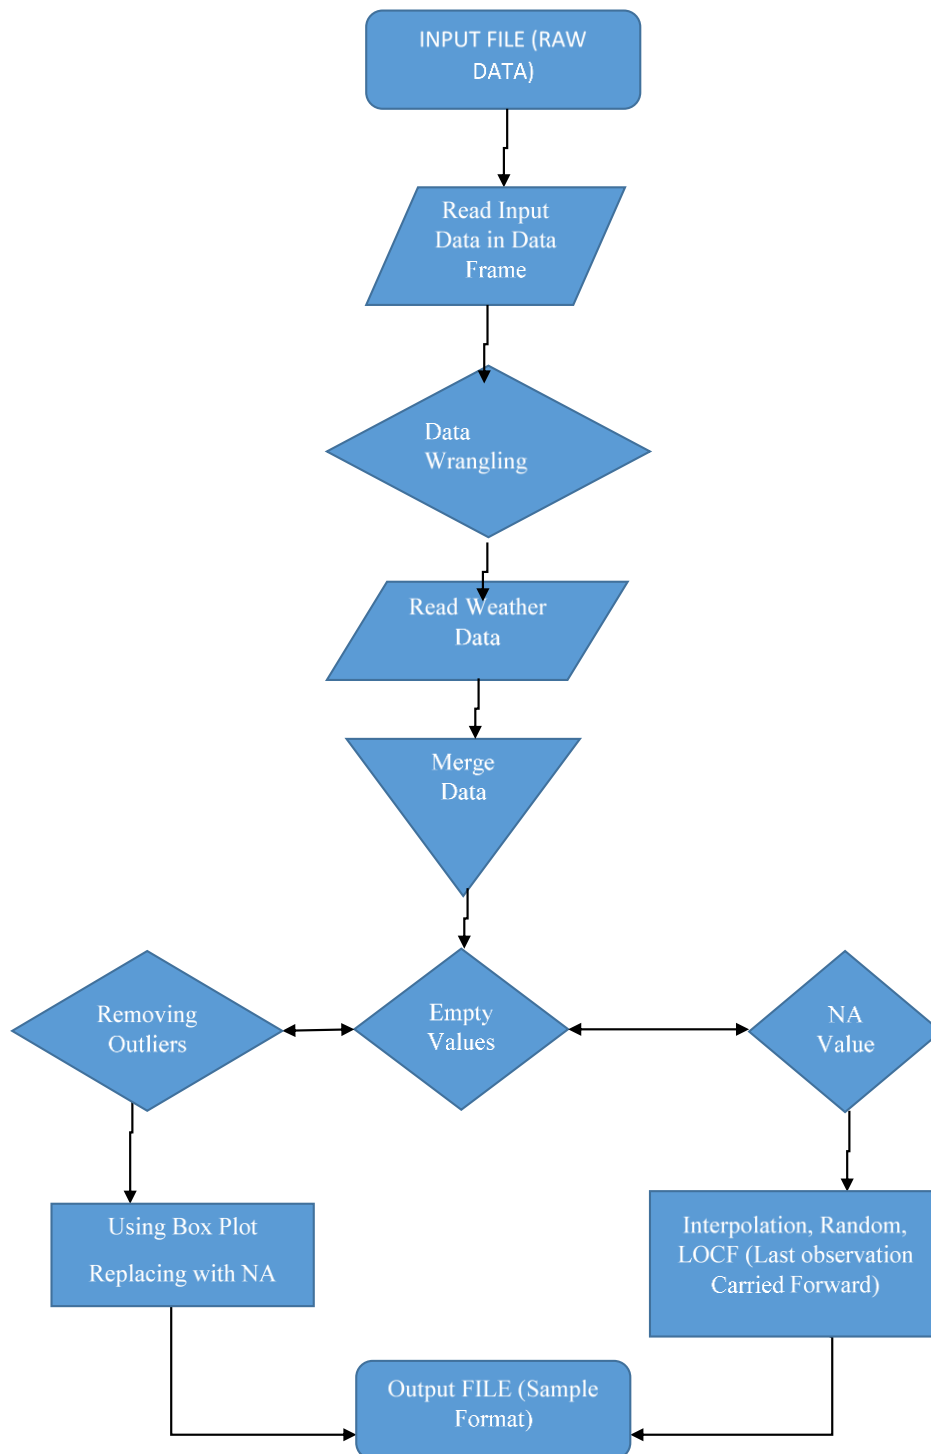 INPUT FILE (RAW
DATA)
Read Input
Data in Data
Frame
Data
Wrangling
Read Weather
Data
Merge
Data
Removing
Outliers
Empty
Values
NA
Value
Using Box Plot
Replacing with NA
Interpolation, Random,
LOCF (Last observation
Carried Forward)
Output FILE (Sample
Format)